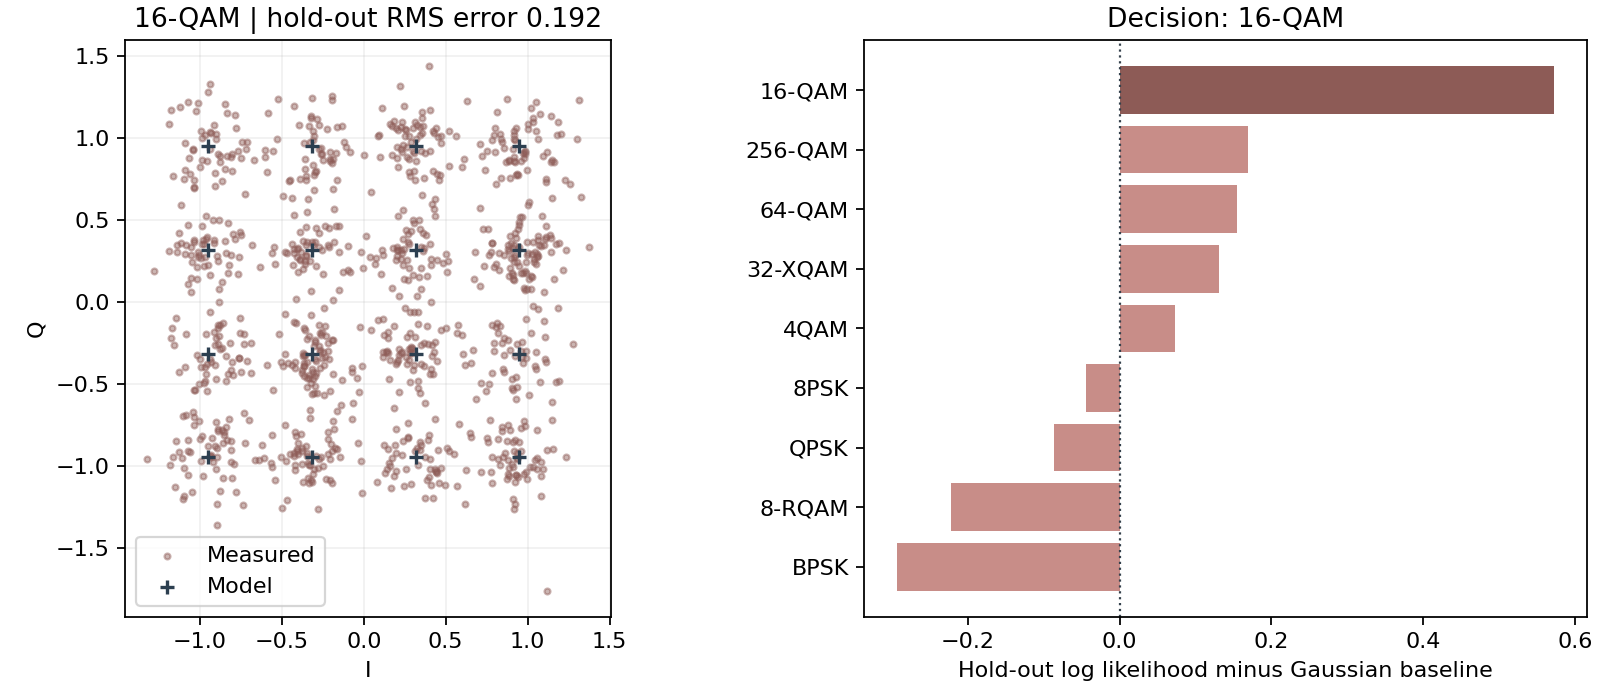 16-QAM | hold-out RMS error 0.192
1.5
1.0
0.5
0.0
−0.5
−1.0
−1.5
Q
−1.0
−0.5
0.0
0.5
1.0
1.5
I
Measured
Model
Decision: 16-QAM
16-QAM
256-QAM
64-QAM
32-XQAM
4QAM
8PSK
QPSK
8-RQAM
BPSK
−0.2
0.0
0.2
0.4
0.6
Hold-out log likelihood minus Gaussian baseline